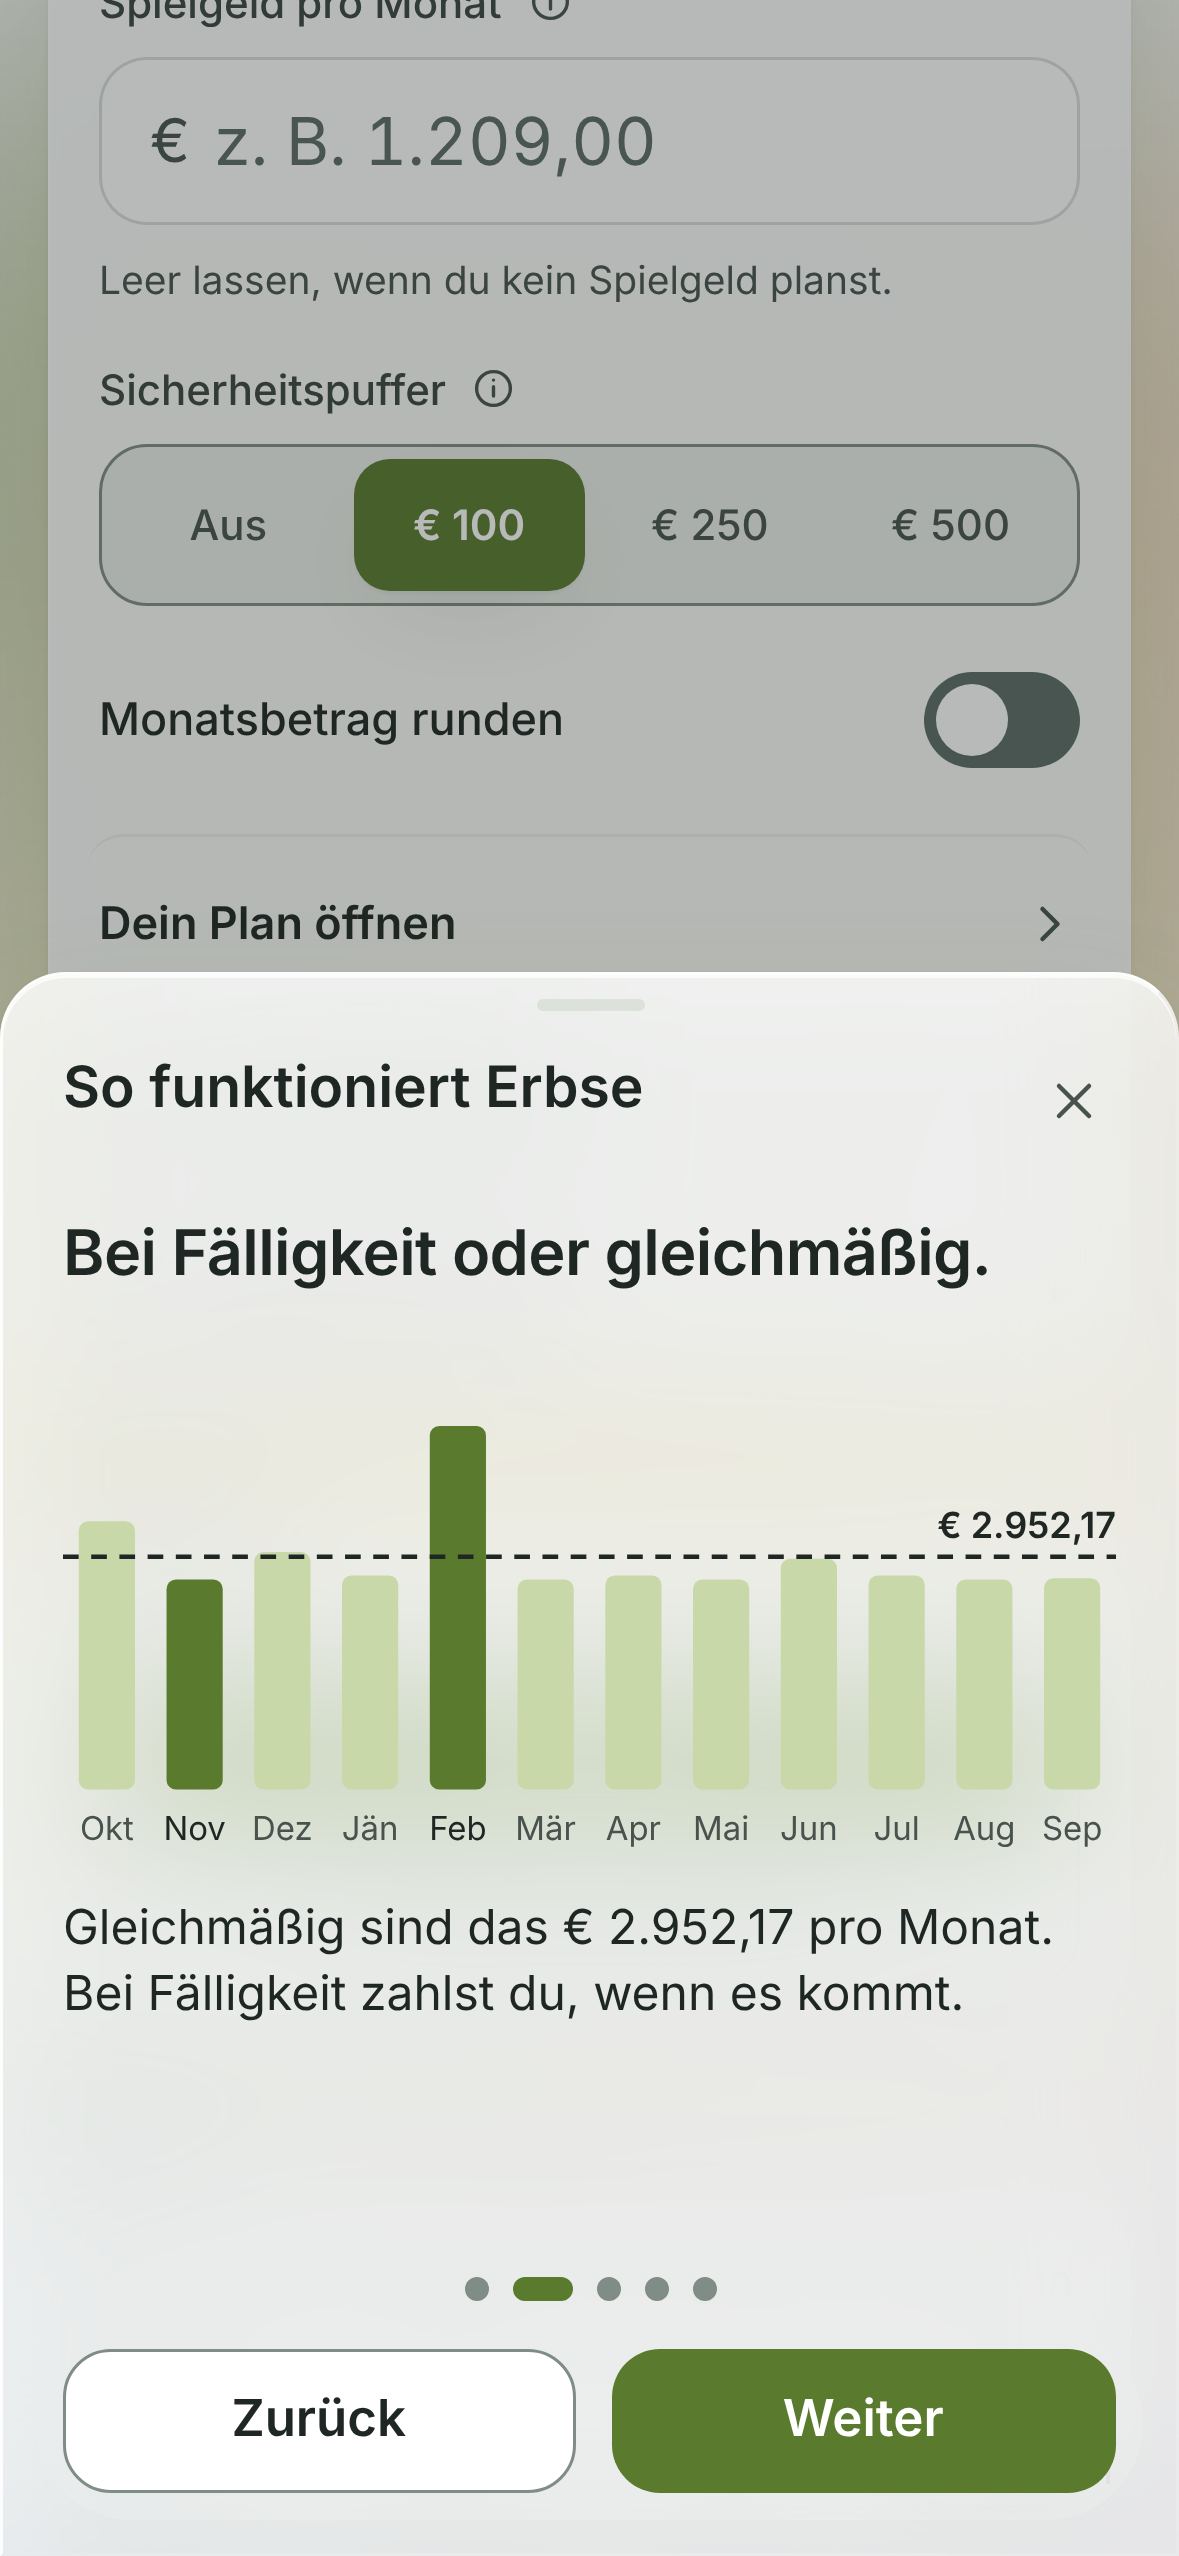 Spielgeld pro Monat
€ z. B. 1.209,00
Leer lassen, wenn du kein Spielgeld planst.
Sicherheitspuffer
Aus € 100 € 250 € 500
Monatsbetrag runden
Dein Plan öffnen
So funktioniert Erbse
Bei Fälligkeit oder gleichmäßig.
€ 2.952,17
Okt Nov Dez Jän Feb Mär Apr Mai Jun Jul Aug Sep
Gleichmäßig sind das € 2.952,17 pro Monat.
Bei Fälligkeit zahlst du, wenn es kommt.
Zurück Weiter